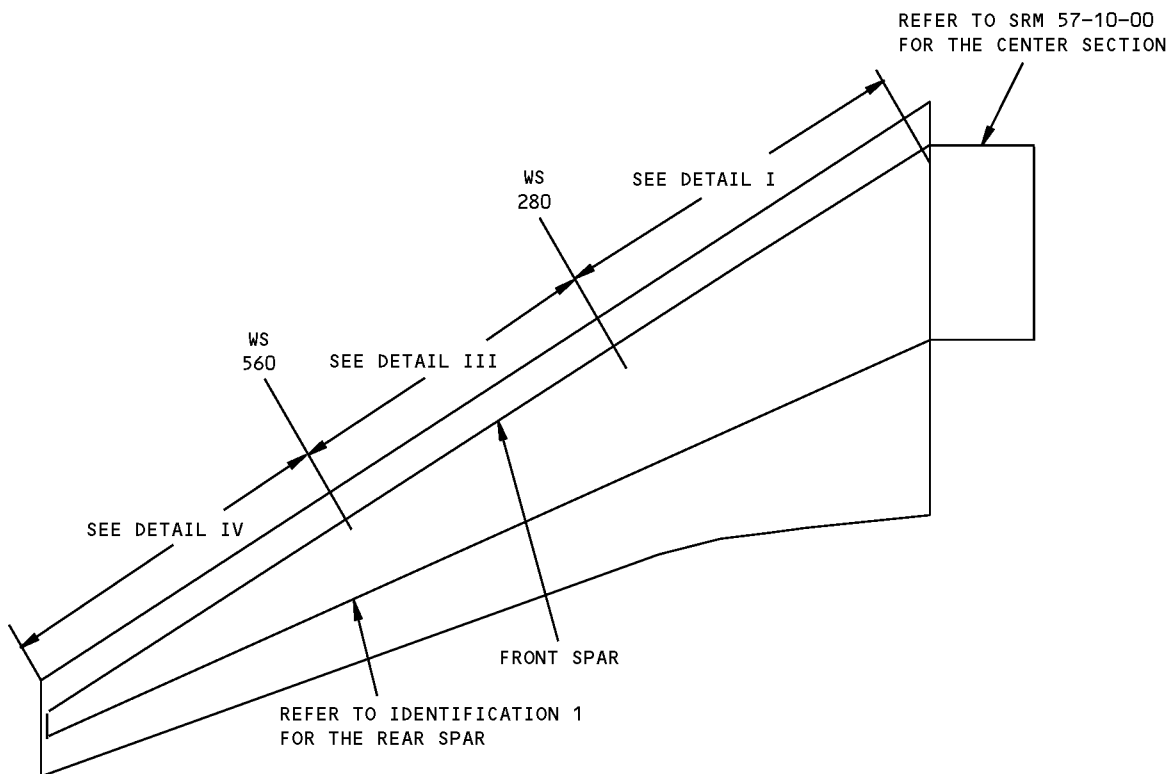 REFER TO SRM 57-10-00
FOR THE CENTER SECTION
WS
280
SEE DETAIL I
WS
560
SEE DETAIL III
SEE DETAIL IV
FRONT SPAR
REFER TO IDENTIFICATION 1
FOR THE REAR SPAR